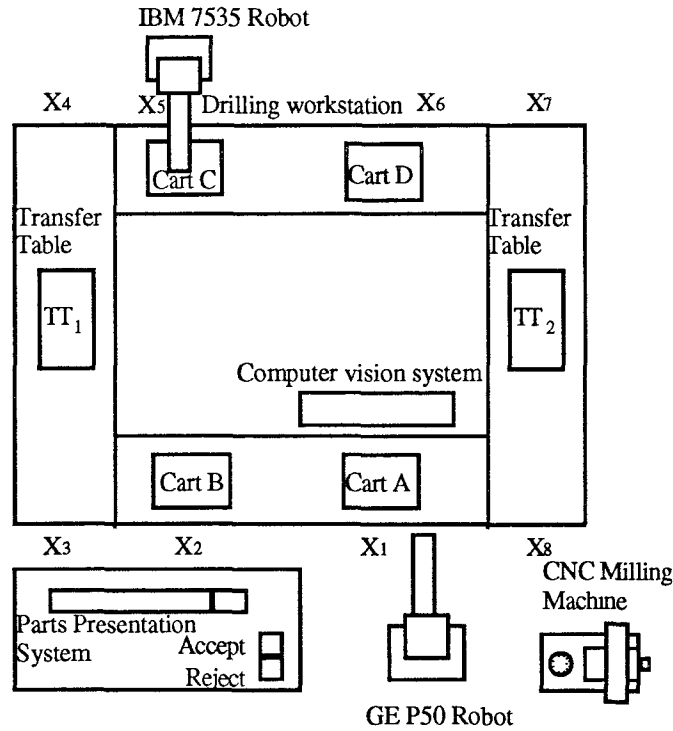 IBM 7535 Robot
X4 X5 Drilling workstation X6 X7
Cart C Cart D
Transfer Table
Transfer Table
TT1 TT2
Computer vision system
Cart B Cart A
X3 X2 X1 X8
CNC Milling
Machine
Parts Presentation
System
Accept
Reject
GE P50 Robot